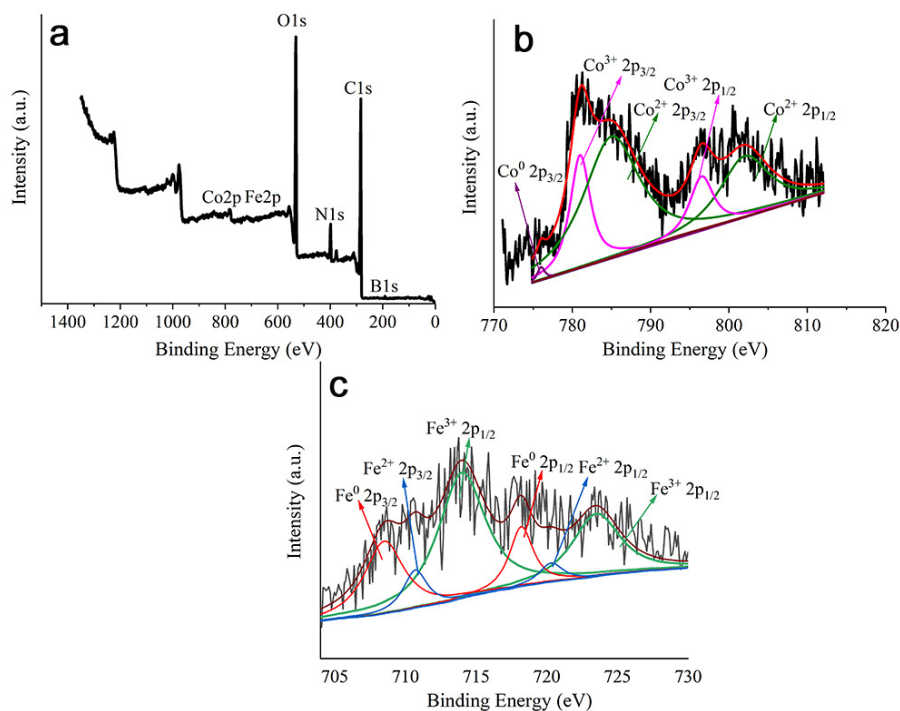 a
O1s
C1s
Co2p Fe2p
N1s
B1s
Intensity (a.u.)
1400 1200 1000 800 600 400 200 0
Binding Energy (eV)
b
Co3+ 2p3/2
Co3+ 2p1/2
Co2+ 2p3/2
Co2+ 2p1/2
Co0 2p3/2
Intensity (a.u.)
770 780 790 800 810 820
Binding Energy (eV)
c
Fe3+ 2p1/2
Fe2+ 2p3/2
Fe0 2p1/2
Fe2+ 2p1/2
Fe0 2p3/2
Fe3+ 2p1/2
Intensity (a.u.)
705 710 715 720 725 730
Binding Energy (eV)